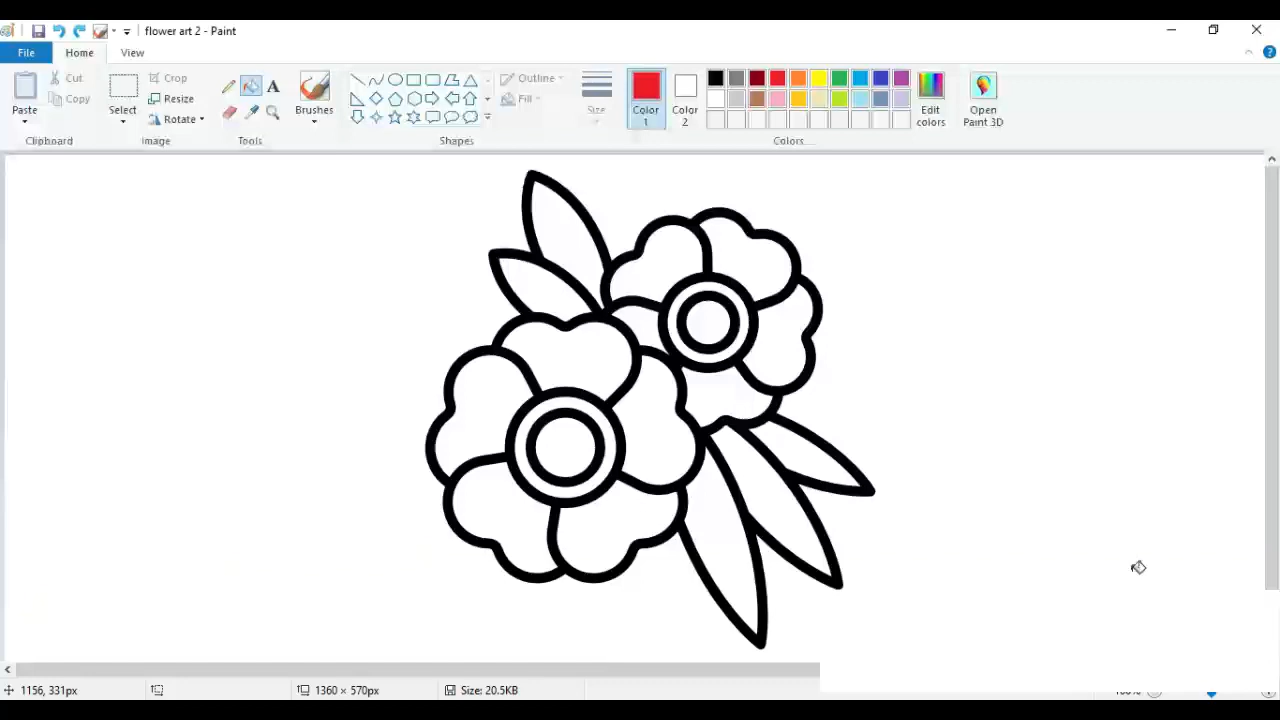 flower art 2 - Paint
File Home View
Paste
Cut
Copy
Clipboard
Select
Crop
Resize
Rotate
Image
A
Tools
Brushes
Shapes
Outline
Fill
Size
Color 1
Color 2
Edit colors
Colors
Open Paint 3D
1156, 331px
1360 × 570px
Size: 20.5KB